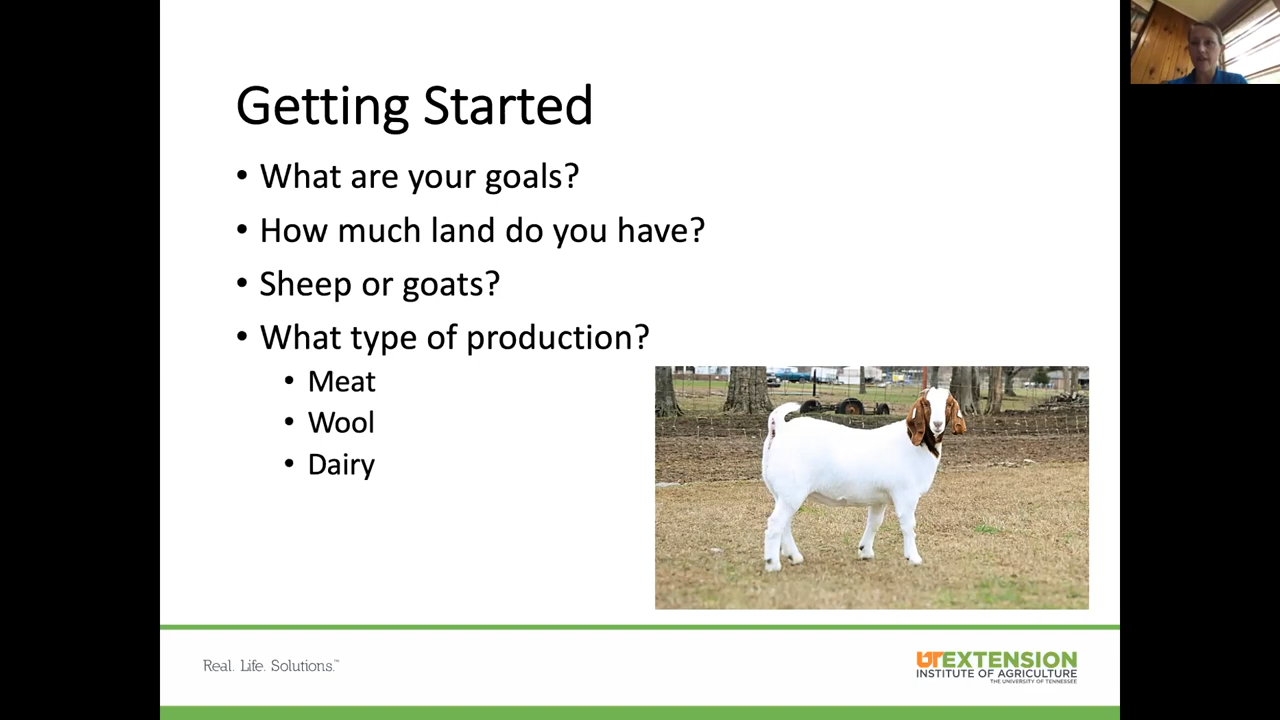 Getting Started
• What are your goals?
• How much land do you have?
• Sheep or goats?
• What type of production?
• Meat
• Wool
• Dairy
Real. Life. Solutions.™
UTEXTENSION
INSTITUTE OF AGRICULTURE
THE UNIVERSITY OF TENNESSEE